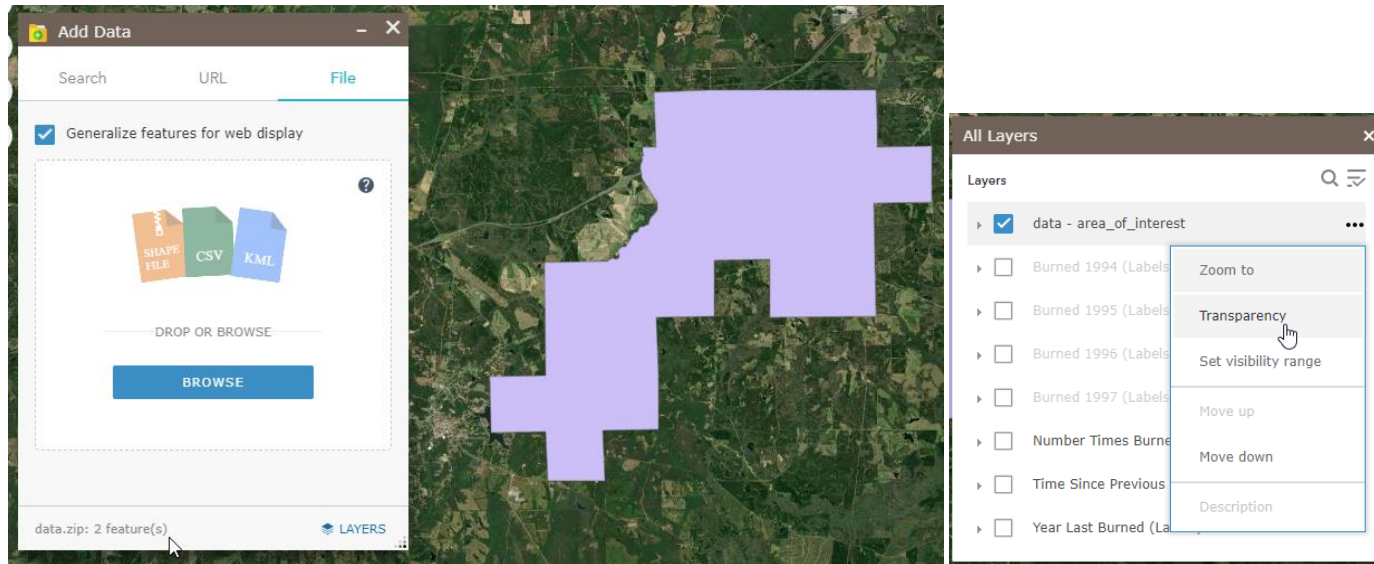 Add Data
Search URL File
Generalize features for web display
SHAPE
FILE
CSV
KML
DROP OR BROWSE
BROWSE
data.zip: 2 feature(s)
LAYERS
All Layers
Layers
data - area_of_interest
Burned 1994 (Labels
Burned 1995 (Labels
Burned 1996 (Labels
Burned 1997 (Labels
Number Times Burne
Time Since Previous
Year Last Burned (La
Zoom to
Transparency
Set visibility range
Move up
Move down
Description